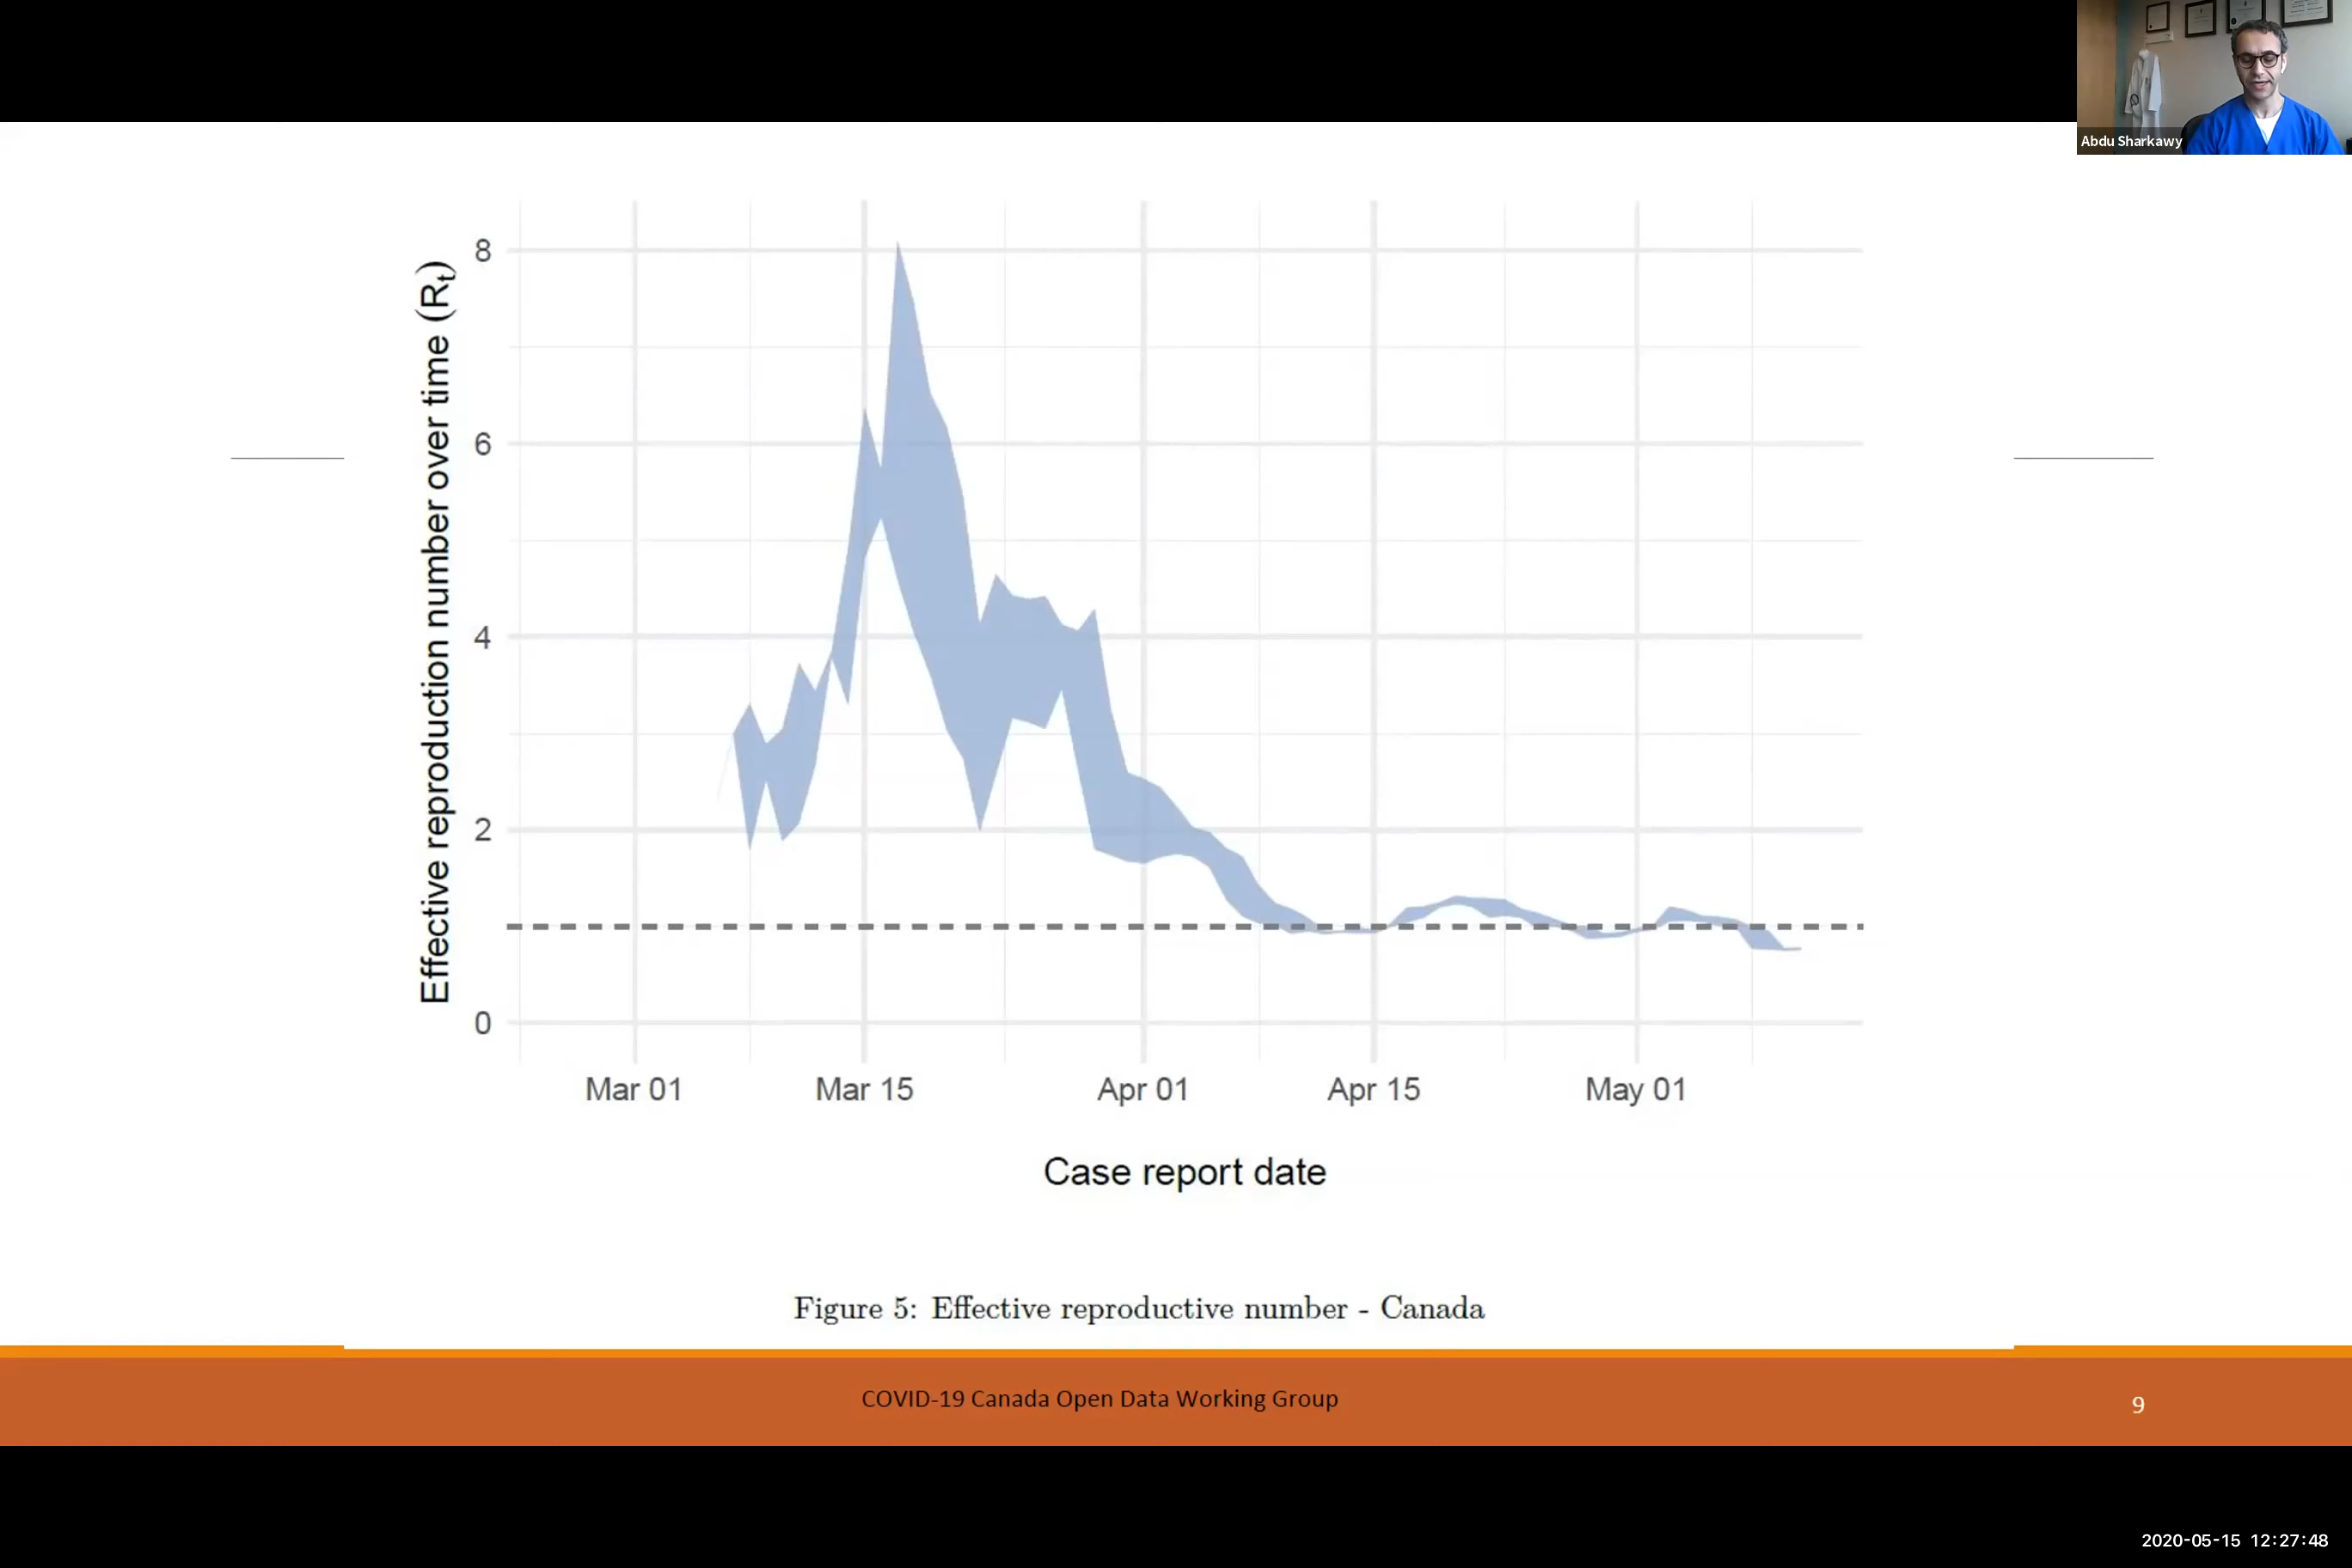 Abdu Sharkawy
Effective reproduction number over time (Rt)
8
6
4
2
0
Mar 01 Mar 15 Apr 01 Apr 15 May 01
Case report date
Figure 5: Effective reproductive number - Canada
COVID-19 Canada Open Data Working Group
9
2020-05-15 12:27:48